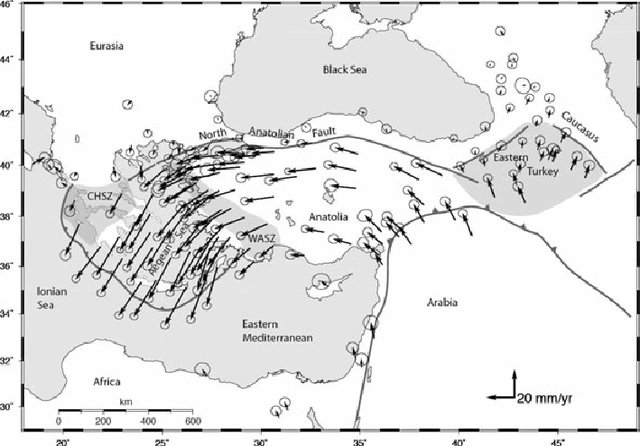 46°
Eurasia
Black Sea
44°
42°
Caucasus
North Anatolian Fault
40°
Eastern
Turkey
CHSZ
38°
Anatolia
Aegean Sea
WASZ
36°
Ionian
Sea
Arabia
34°
Eastern
Mediterranean
32°
Africa
20 mm/yr
km
30°
0 200 400 600
20° 25° 30° 35° 40° 45°